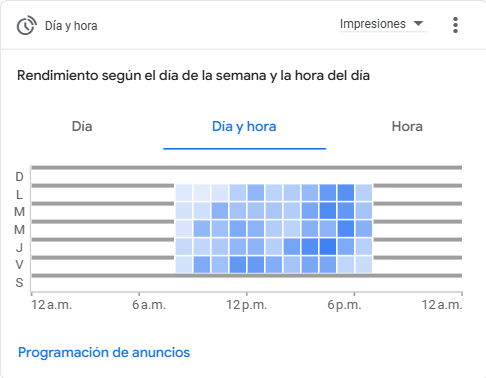 Día y hora
Impresiones
Rendimiento según el día de la semana y la hora del día
Día
Día y hora
Hora
D
L
M
M
J
V
S
12 a.m.
6 a.m.
12 p.m.
6 p.m.
12 a.m.
Programación de anuncios